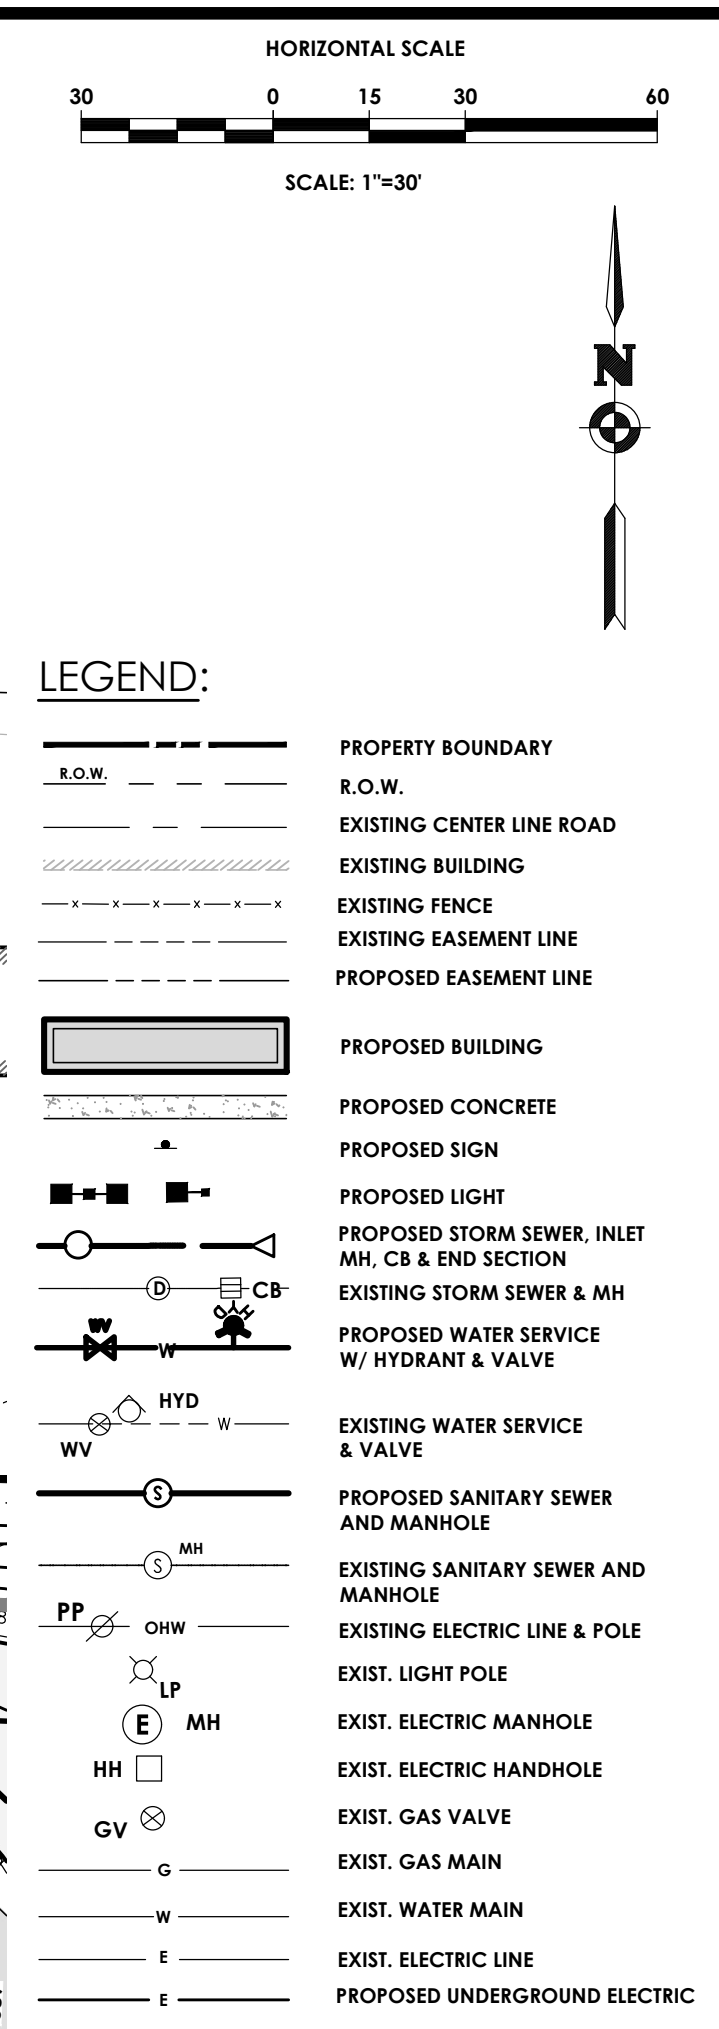 HORIZONTAL SCALE
30 0 15 30 60
SCALE: 1"=30'
N
LEGEND:
PROPERTY BOUNDARY
R.O.W. R.O.W.
EXISTING CENTER LINE ROAD
EXISTING BUILDING
x x x x x x EXISTING FENCE
EXISTING EASEMENT LINE
PROPOSED EASEMENT LINE
PROPOSED BUILDING
PROPOSED CONCRETE
PROPOSED SIGN
PROPOSED LIGHT
PROPOSED STORM SEWER, INLET
MH, CB & END SECTION
D CB EXISTING STORM SEWER & MH
WV HYD PROPOSED WATER SERVICE
W W/ HYDRANT & VALVE
HYD
W EXISTING WATER SERVICE
WV & VALVE
S PROPOSED SANITARY SEWER
AND MANHOLE
MH
S EXISTING SANITARY SEWER AND
MANHOLE
PP OHW EXISTING ELECTRIC LINE & POLE
LP EXIST. LIGHT POLE
E MH EXIST. ELECTRIC MANHOLE
HH EXIST. ELECTRIC HANDHOLE
GV EXIST. GAS VALVE
G EXIST. GAS MAIN
W EXIST. WATER MAIN
E EXIST. ELECTRIC LINE
E PROPOSED UNDERGROUND ELECTRIC